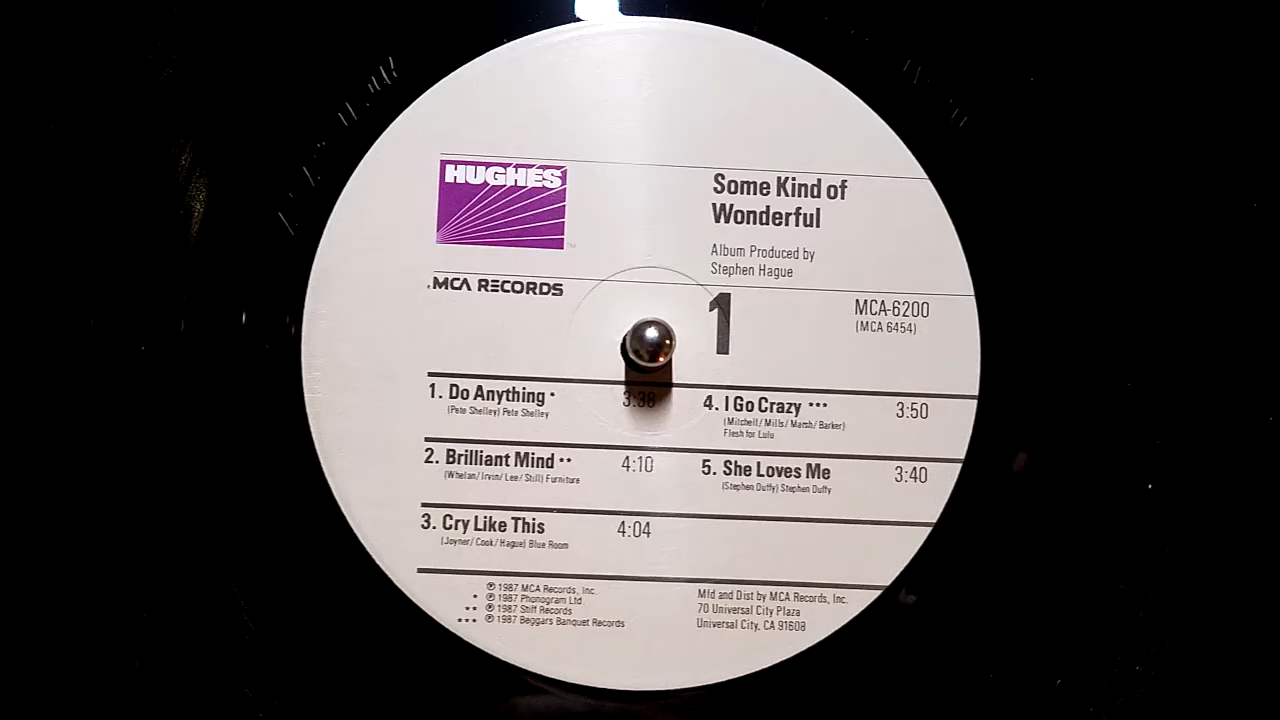 HUGHES
TM
MCA RECORDS
Some Kind of
Wonderful
Album Produced by
Stephen Hague
1
MCA-6200
(MCA 6454)
1. Do Anything * 3:38
(Pete Shelley) Pete Shelley
2. Brilliant Mind ** 4:10
(Whelan/Irvin/Lee/Still) Furniture
3. Cry Like This 4:04
(Joyner/Cook/Hague) Blue Room
4. I Go Crazy *** 3:50
(Mitchell/Mills/Marsh/Barker)
Flesh for Lulu
5. She Loves Me 3:40
(Stephen Duffy) Stephen Duffy
℗ 1987 MCA Records, Inc.
* ℗ 1987 Phonogram Ltd.
** ℗ 1987 Stiff Records
*** ℗ 1987 Beggars Banquet Records
Mfd and Dist by MCA Records, Inc.
70 Universal City Plaza
Universal City, CA 91608